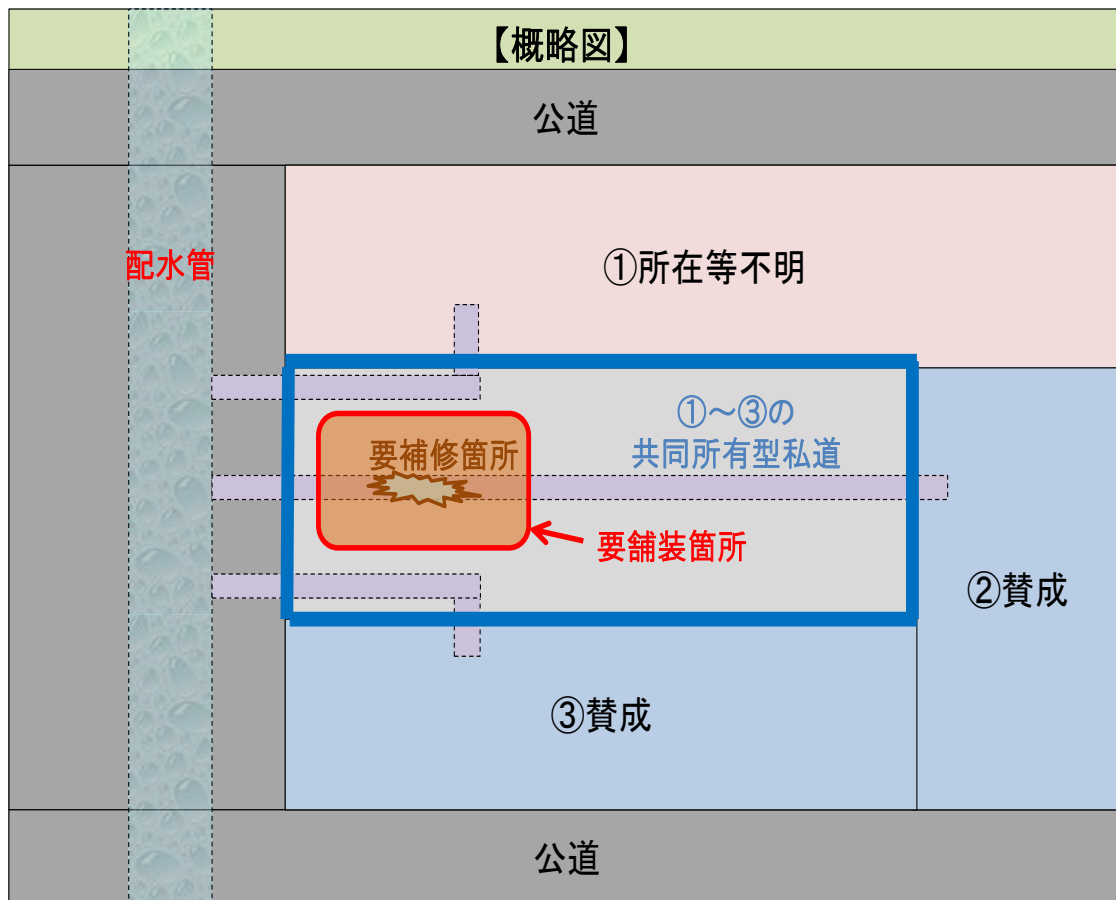 【概略図】
公道
配水管
①所在等不明
①～③の
共同所有型私道
要補修箇所
要舗装箇所
②賛成
③賛成
公道